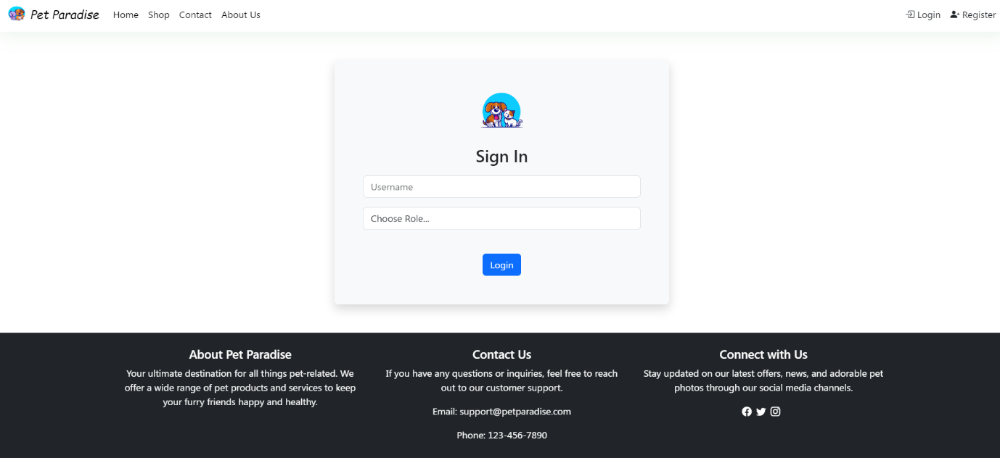 Pet Paradise Home Shop Contact About Us Login Register
Sign In
Username
Choose Role...
Login
About Pet Paradise
Your ultimate destination for all things pet-related. We
offer a wide range of pet products and services to keep
your furry friends happy and healthy.
Contact Us
If you have any questions or inquiries, feel free to reach
out to our customer support.
Email: support@petparadise.com
Phone: 123-456-7890
Connect with Us
Stay updated on our latest offers, news, and adorable pet
photos through our social media channels.